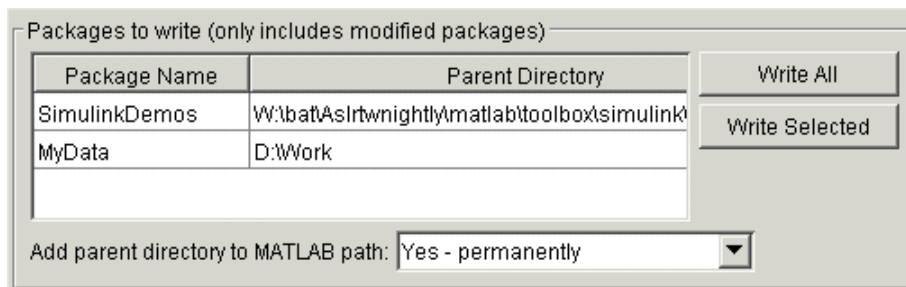 Packages to write (only includes modified packages)
Package Name Parent Directory Write All
SimulinkDemos W:\bat\Aslrtwnightly\matlab\toolbox\simulink\
Write Selected
MyData D:\Work
Add parent directory to MATLAB path: Yes - permanently